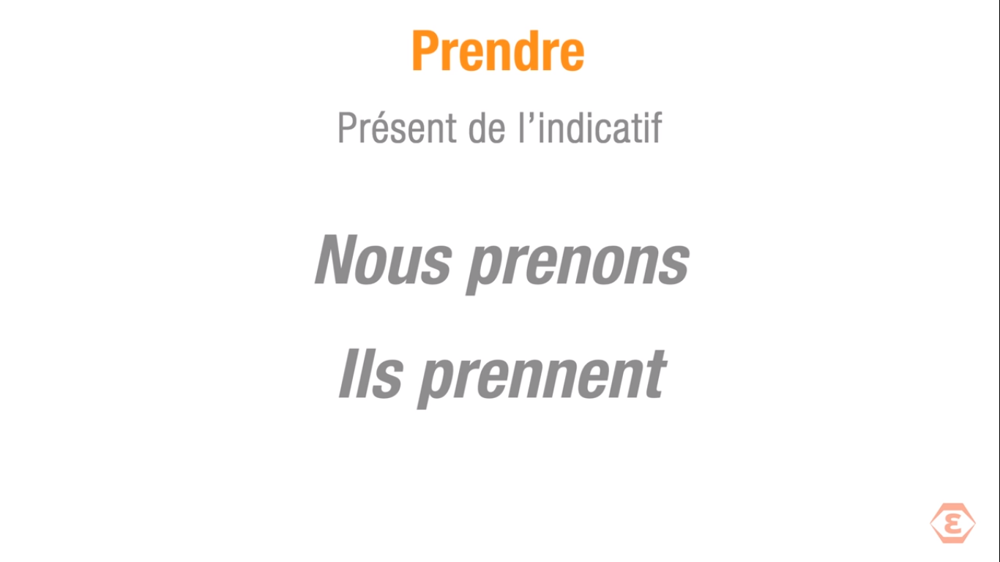 Prendre
Présent de l’indicatif
Nous prenons
Ils prennent
ε